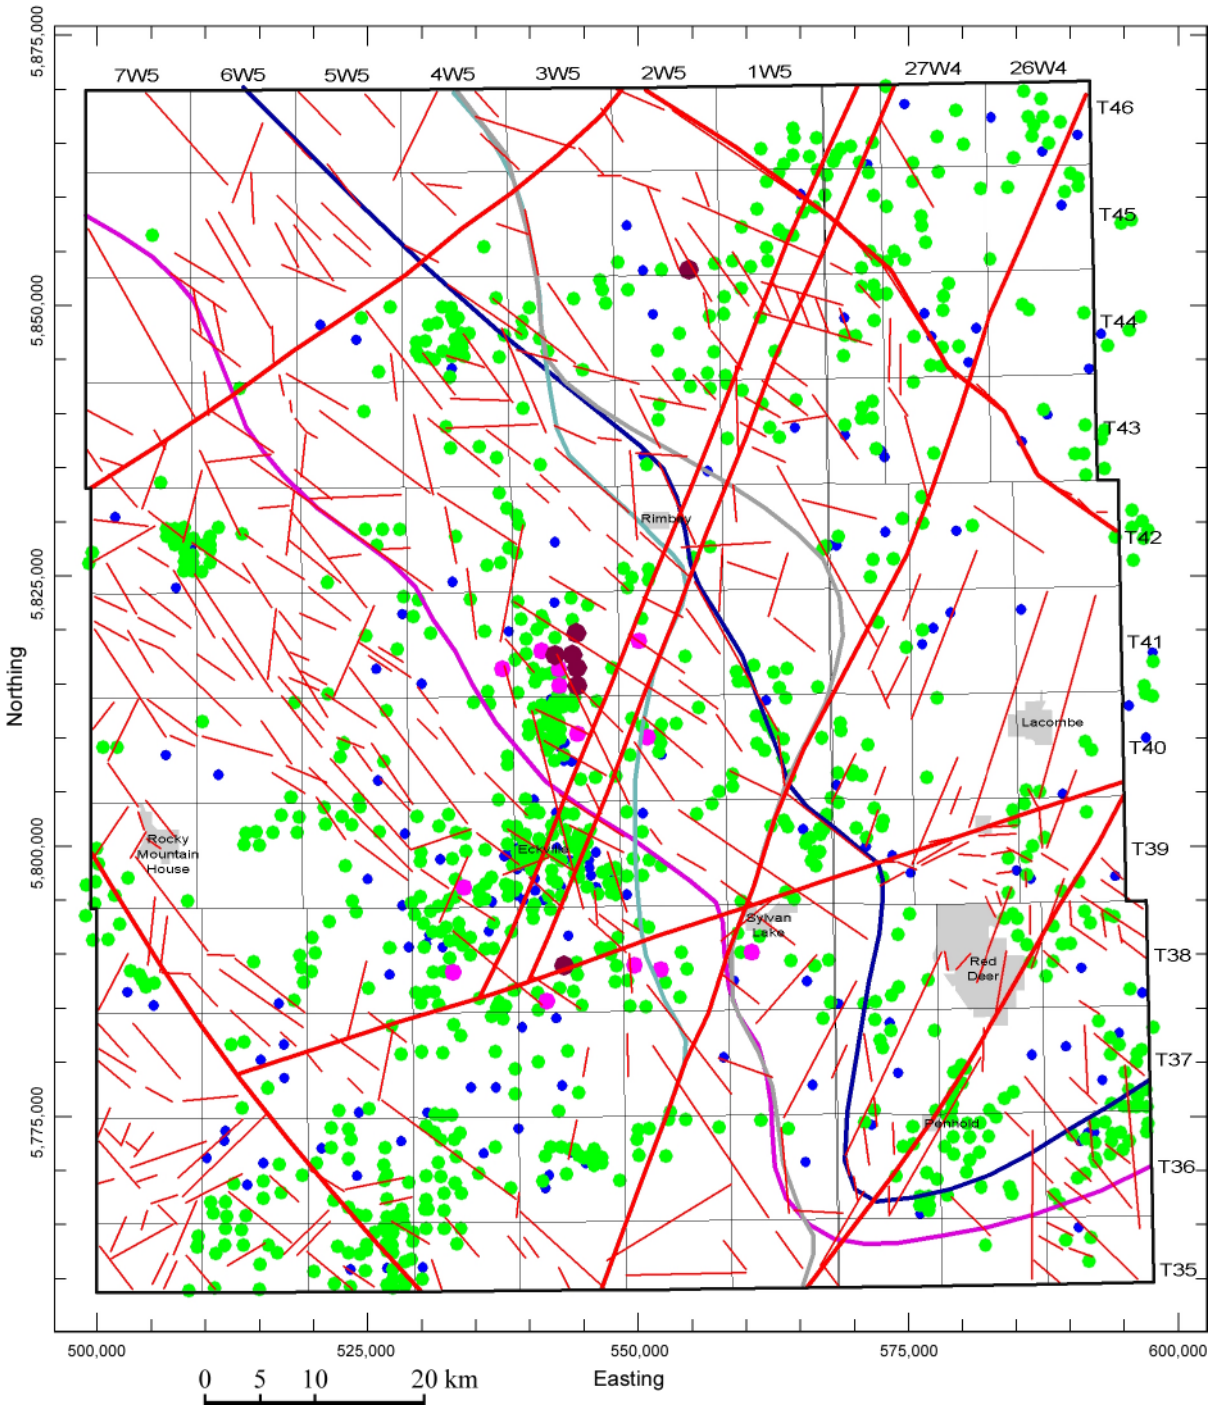 5,875,000
7W5 6W5 5W5 4W5 3W5 2W5 1W5 27W4 26W4
T46
T45
5,850,000
T44
T43
Rimbey
T42
5,825,000
T41
Northing
Lacombe
T40
Rocky
Mountain
House
Eckville
T39
5,800,000
Sylvan
Lake
T38
Red
Deer
T37
5,775,000
Penhold
T36
T35
500,000 525,000 550,000 575,000 600,000
Easting
0 5 10 20 km